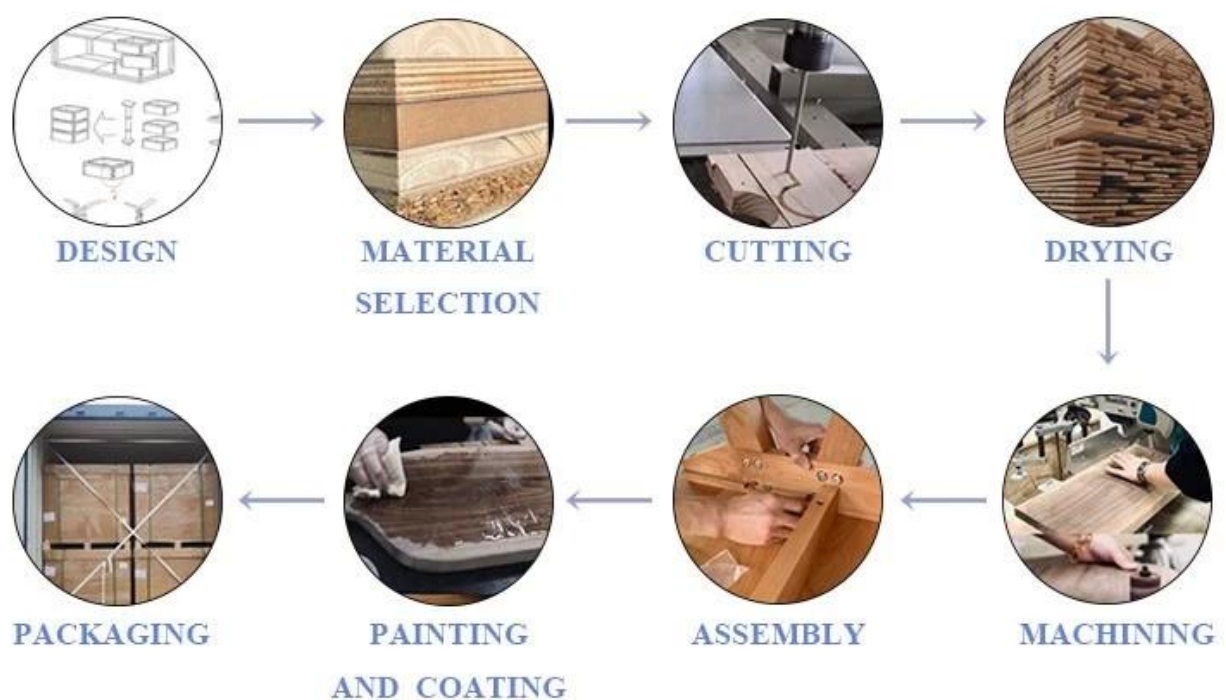 DESIGN
MATERIAL
SELECTION
CUTTING
DRYING
PACKAGING
PAINTING
AND COATING
ASSEMBLY
MACHINING